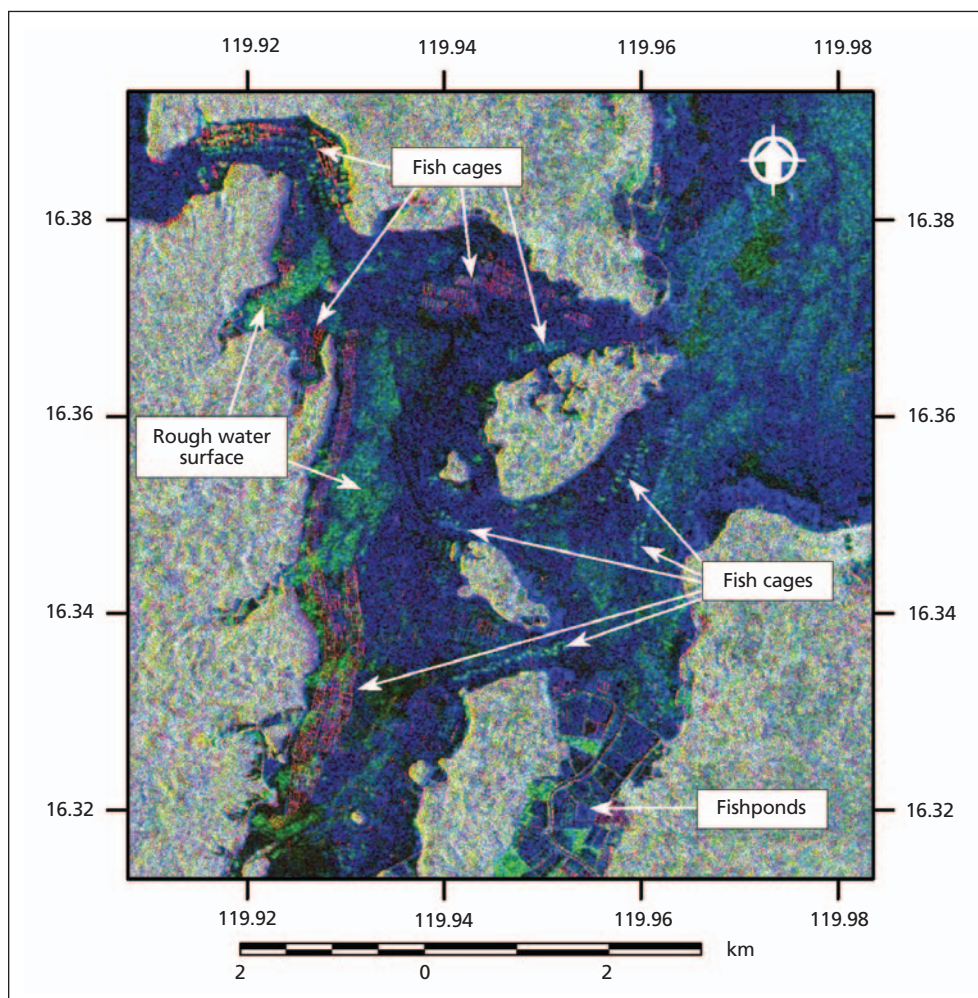 119.92 119.94 119.96 119.98
Fish cages
16.38 16.38
16.36 16.36
Rough water
surface
Fish cages
16.34 16.34
Fishponds
16.32 16.32
119.92 119.94 119.96 119.98
km
2 0 2